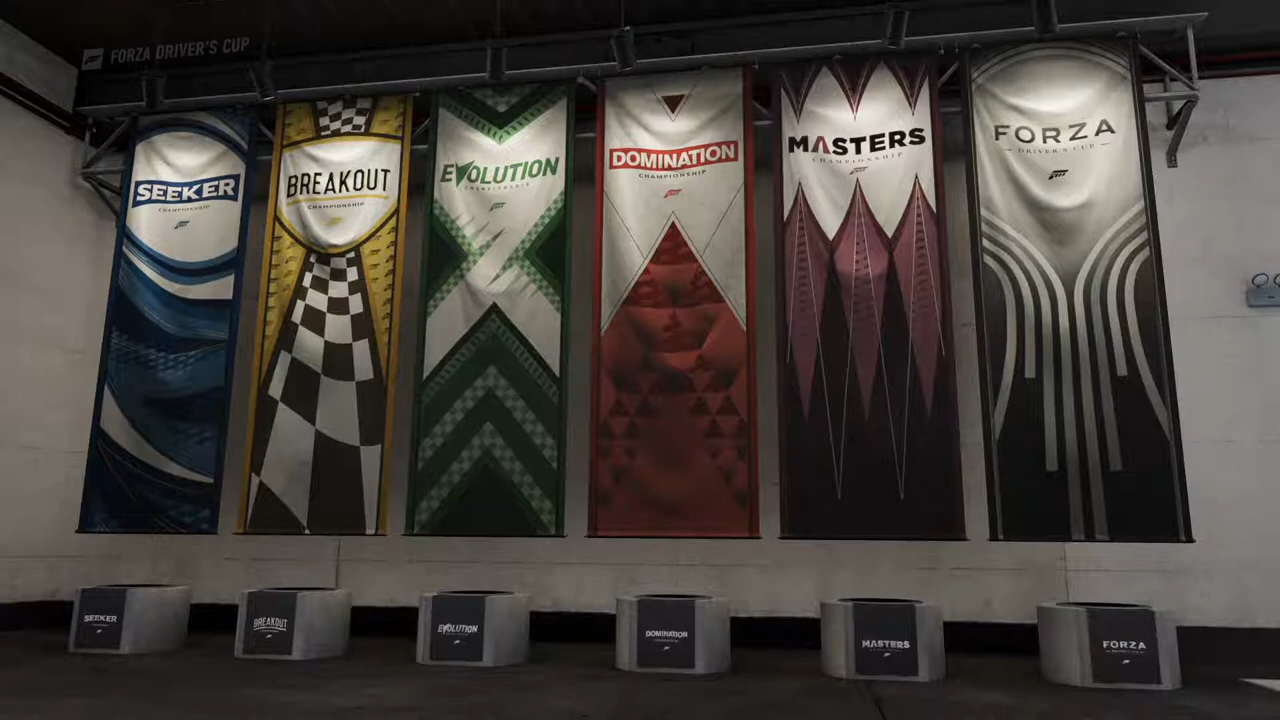 FORZA DRIVER'S CUP
SEEKER
CHAMPIONSHIP
BREAKOUT
CHAMPIONSHIP
EVOLUTION
CHAMPIONSHIP
DOMINATION
CHAMPIONSHIP
MASTERS
CHAMPIONSHIP
FORZA
DRIVER'S CUP
SEEKER
BREAKOUT
EVOLUTION
DOMINATION
MASTERS
FORZA